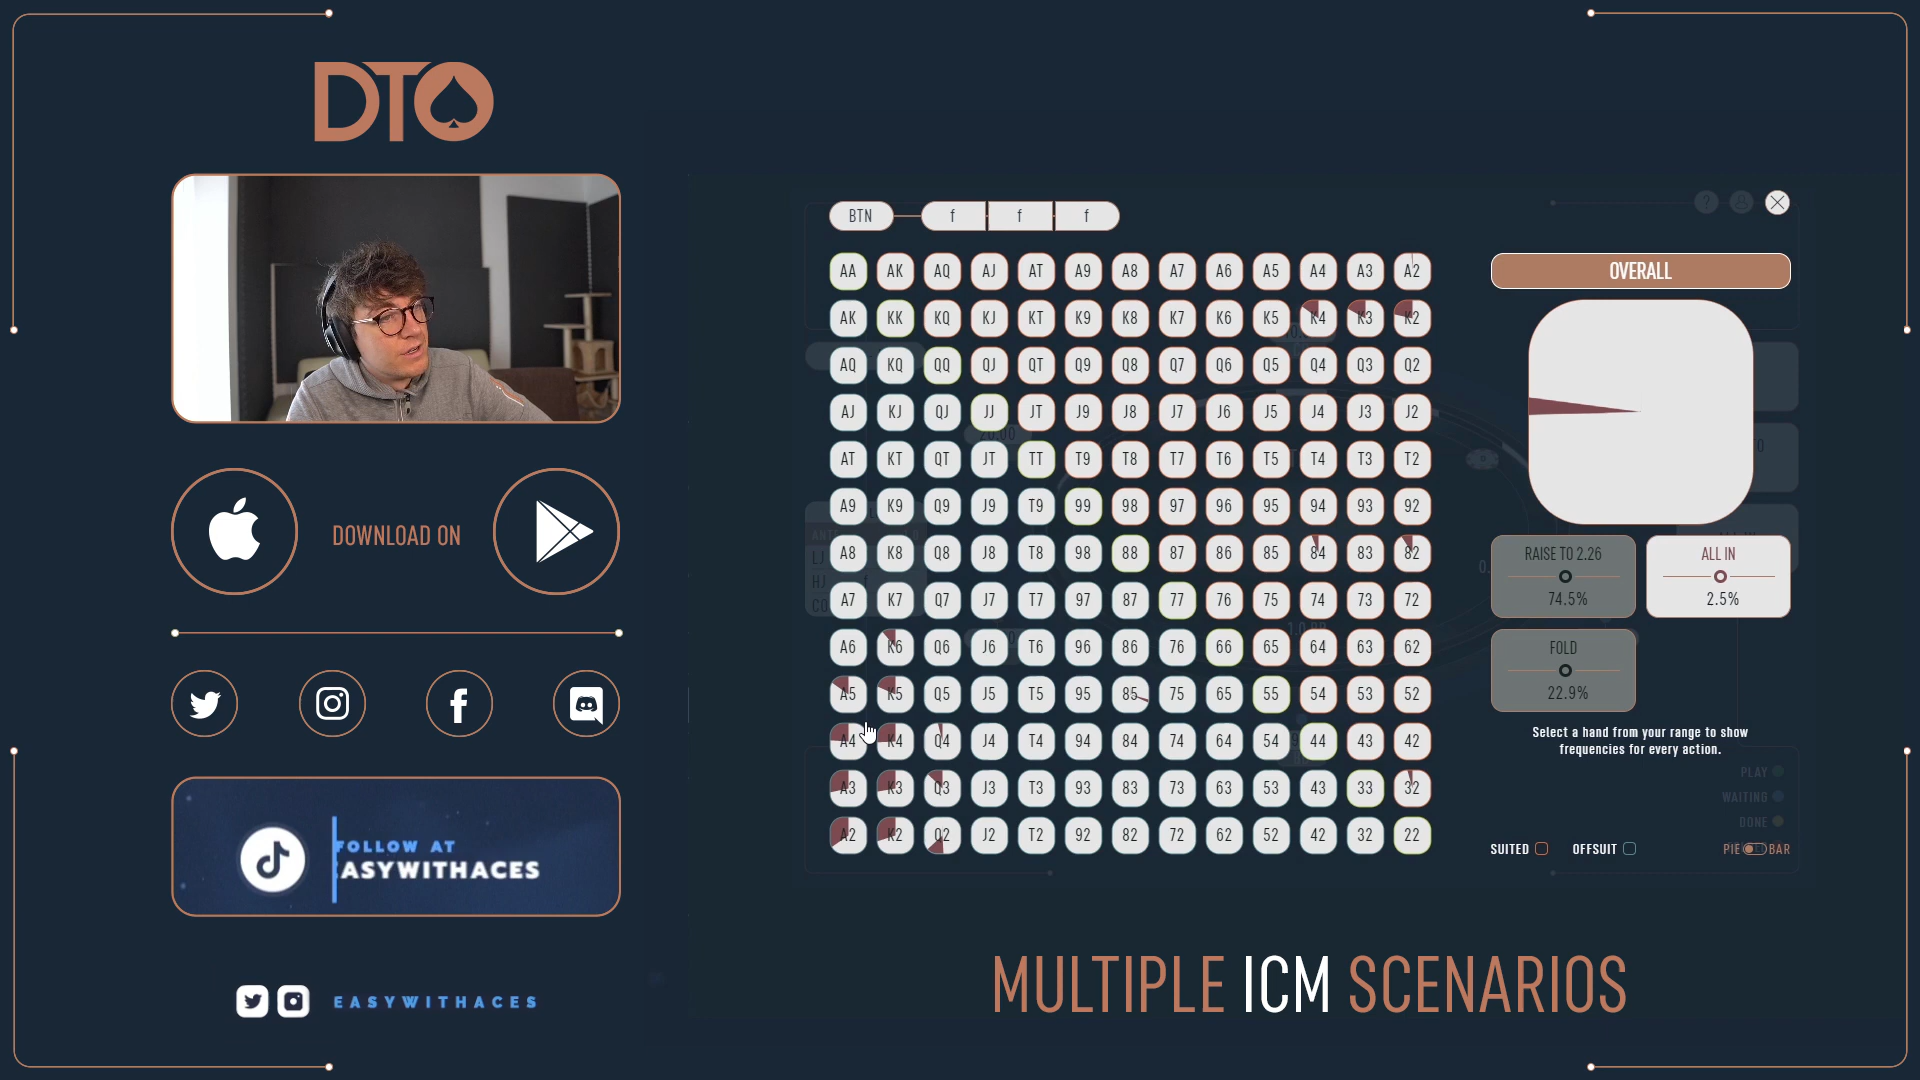 DTO
DOWNLOAD ON
FOLLOW AT
EASYWITHACES
EASYWITHACES
BTN f f f
AA AK AQ AJ AT A9 A8 A7 A6 A5 A4 A3 A2
AK KK KQ KJ KT K9 K8 K7 K6 K5 K4 K3 K2
AQ KQ QQ QJ QT Q9 Q8 Q7 Q6 Q5 Q4 Q3 Q2
AJ KJ QJ JJ JT J9 J8 J7 J6 J5 J4 J3 J2
AT KT QT JT TT T9 T8 T7 T6 T5 T4 T3 T2
A9 K9 Q9 J9 T9 99 98 97 96 95 94 93 92
A8 K8 Q8 J8 T8 98 88 87 86 85 84 83 82
A7 K7 Q7 J7 T7 97 87 77 76 75 74 73 72
A6 K6 Q6 J6 T6 96 86 76 66 65 64 63 62
A5 K5 Q5 J5 T5 95 85 75 65 55 54 53 52
A4 K4 Q4 J4 T4 94 84 74 64 54 44 43 42
A3 K3 Q3 J3 T3 93 83 73 63 53 43 33 32
A2 K2 Q2 J2 T2 92 82 72 62 52 42 32 22
OVERALL
RAISE TO 2.26
74.5%
ALL IN
2.5%
FOLD
22.9%
Select a hand from your range to show
frequencies for every action.
PLAY
WAITING
DONE
SUITED OFFSUIT PIE BAR
MULTIPLE ICM SCENARIOS